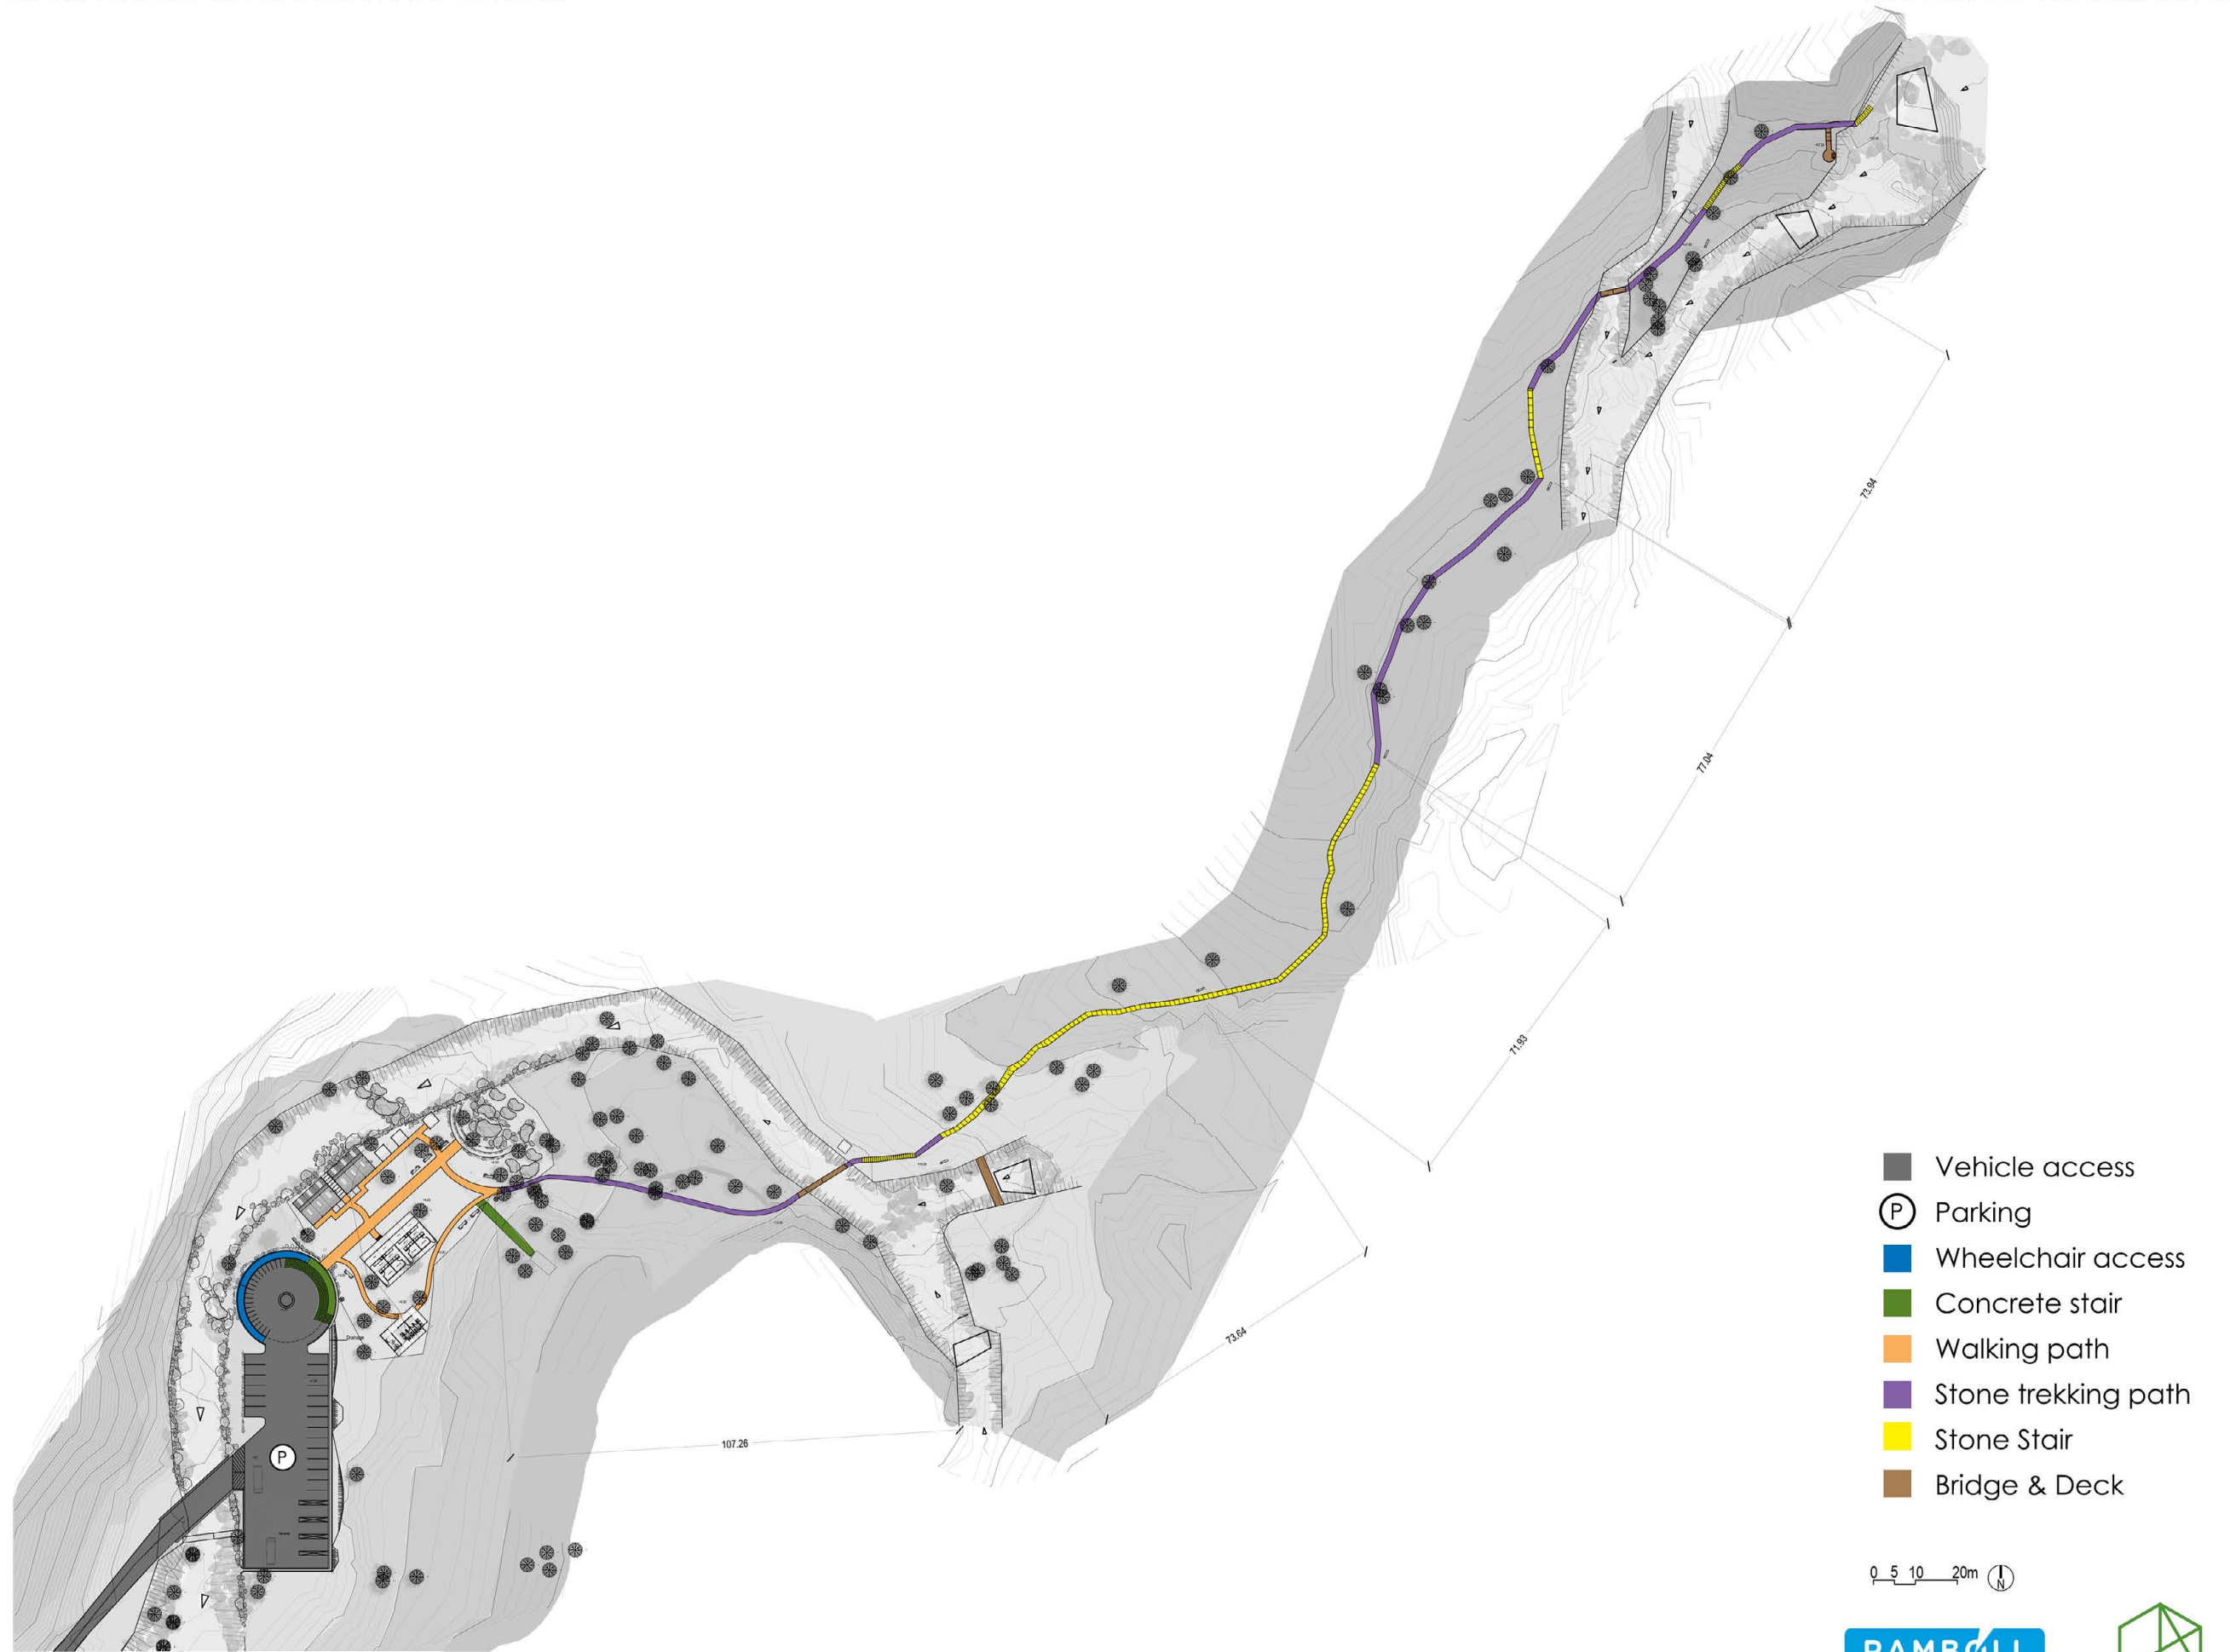 73.94
77.04
71.93
73.64
107.26
Drainage
P
Vehicle access
P Parking
Wheelchair access
Concrete stair
Walking path
Stone trekking path
Stone Stair
Bridge & Deck
0 5 10 20m N
RAMBOLL